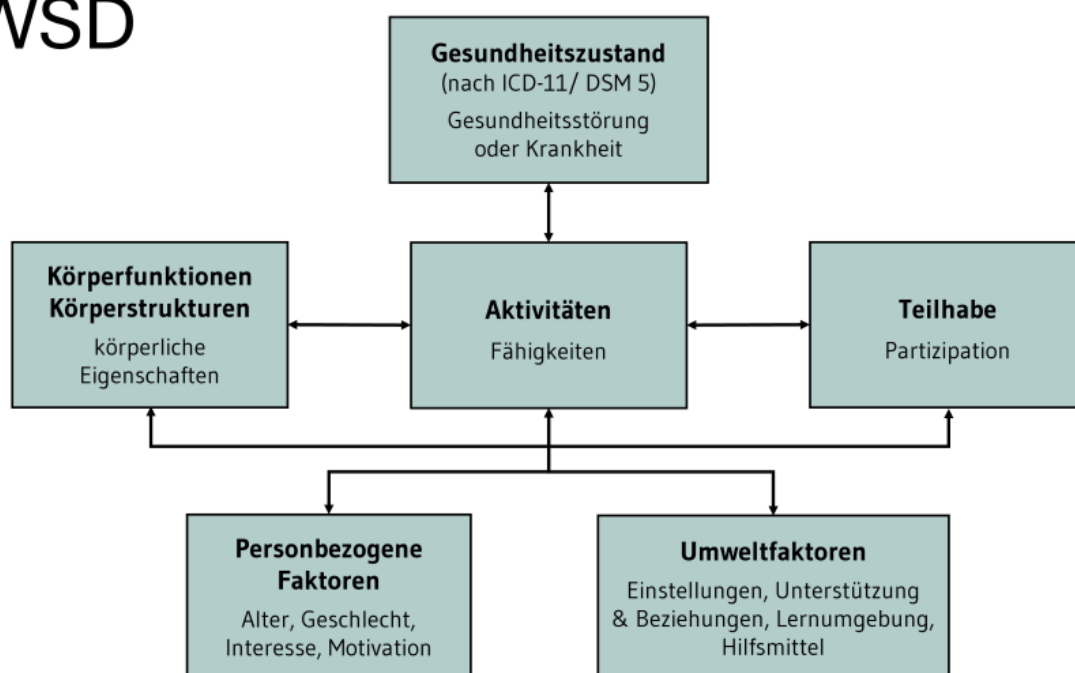 WSD
Gesundheitszustand
(nach ICD-11/ DSM 5)
Gesundheitsstörung
oder Krankheit
Körperfunktionen
Körperstrukturen
körperliche
Eigenschaften
Aktivitäten
Fähigkeiten
Teilhabe
Partizipation
Personbezogene
Faktoren
Alter, Geschlecht,
Interesse, Motivation
Umweltfaktoren
Einstellungen, Unterstützung
& Beziehungen, Lernumgebung,
Hilfsmittel